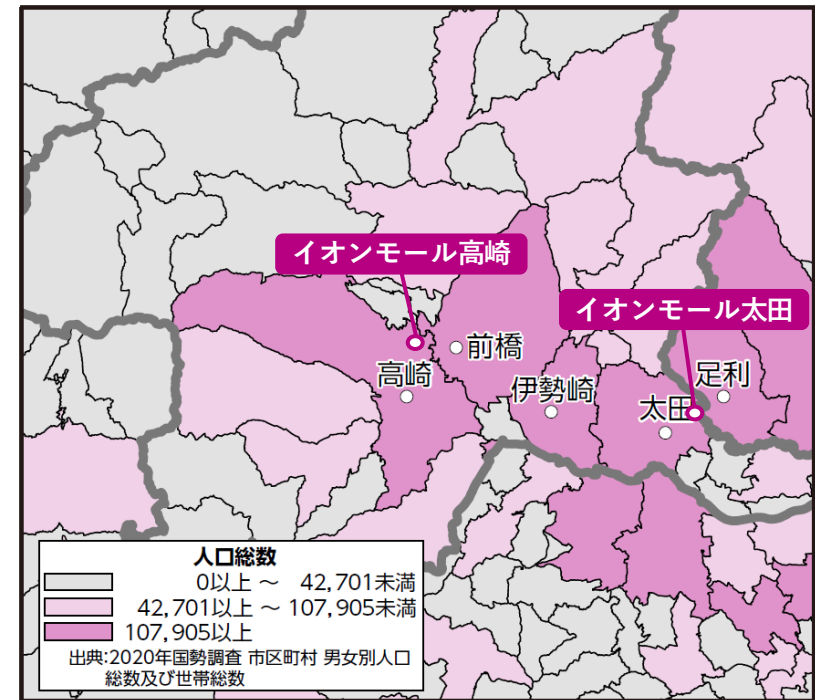 イオンモール高崎
イオンモール太田
前橋
高崎
足利
伊勢崎
太田
人口総数
0以上 ～ 42,701未満
42,701以上 ～ 107,905未満
107,905以上
出典:2020年国勢調査 市区町村 男女別人口
総数及び世帯総数